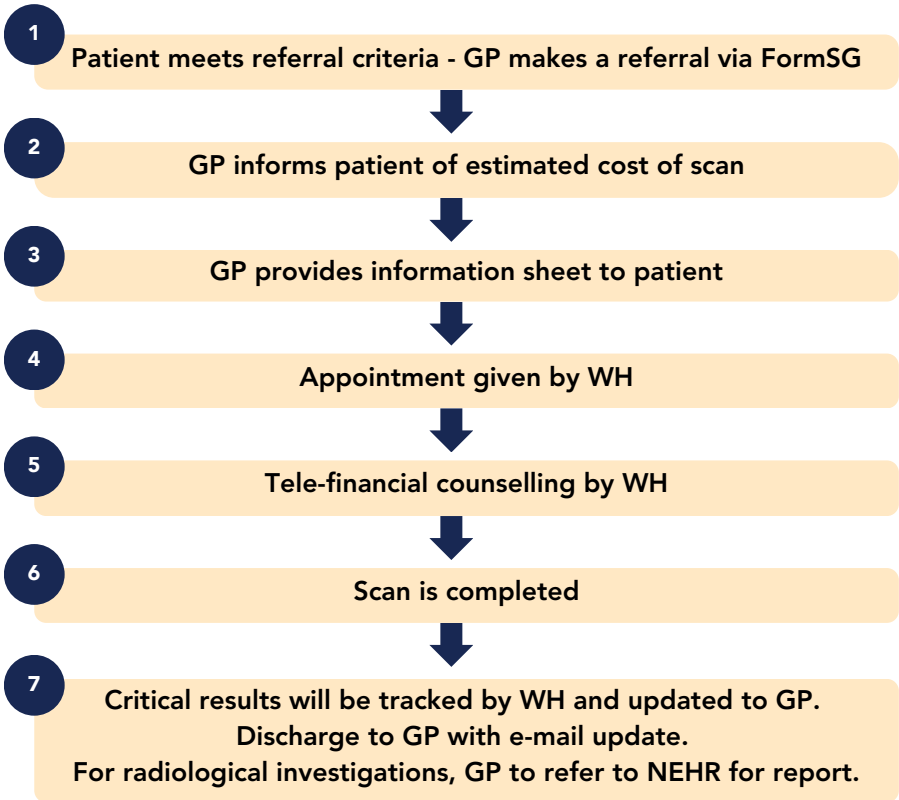 1
Patient meets referral criteria - GP makes a referral via FormSG
2
GP informs patient of estimated cost of scan
3
GP provides information sheet to patient
4
Appointment given by WH
5
Tele-financial counselling by WH
6
Scan is completed
7
Critical results will be tracked by WH and updated to GP.
Discharge to GP with e-mail update.
For radiological investigations, GP to refer to NEHR for report.